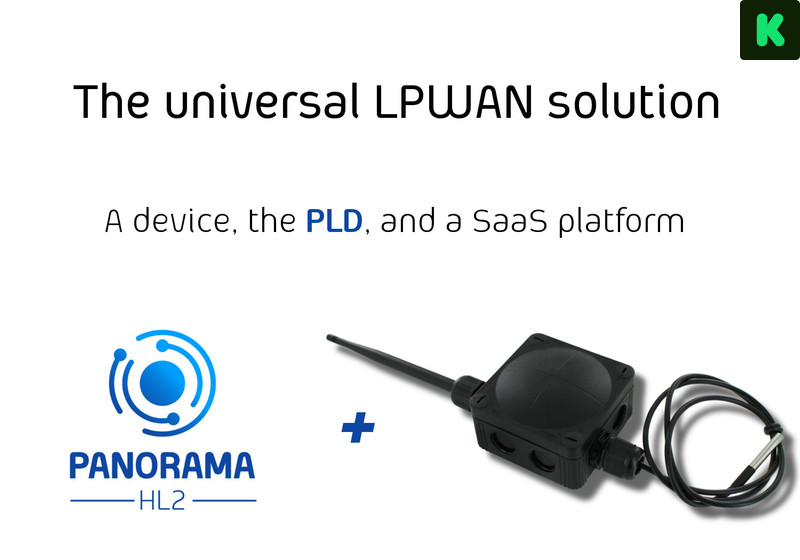 K
The universal LPWAN solution
A device, the PLD, and a SaaS platform
PANORAMA
HL2
+